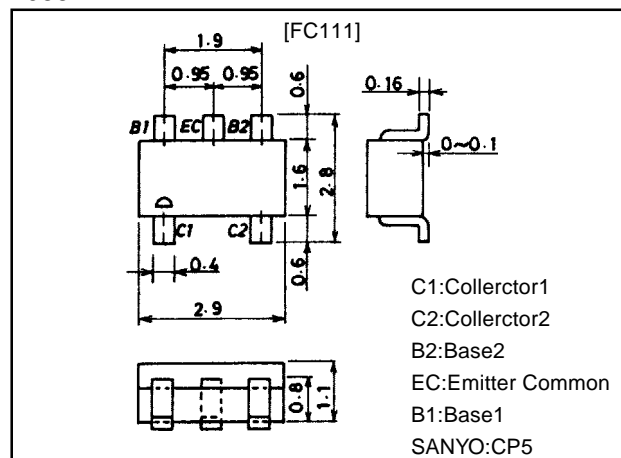 [FC111]
1.9
0.95 0.95
0.6
0.16
B1 EC B2
0~0.1
1.6
2.8
C1 C2
0.4
0.6
2.9
C1:Collerctor1
C2:Collerctor2
B2:Base2
EC:Emitter Common
B1:Base1
SANYO:CP5
0.8
1.1